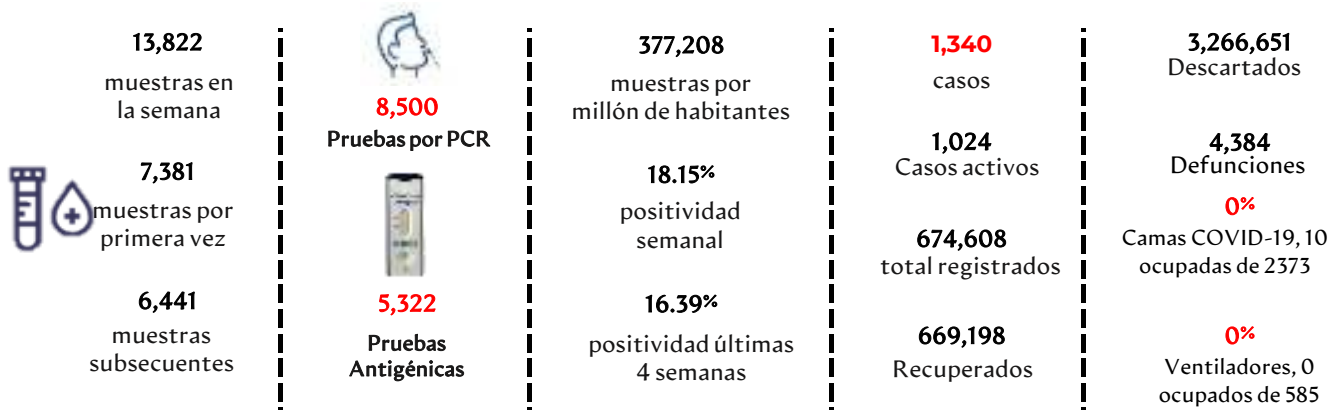 13,822
muestras en
la semana
7,381
muestras por
primera vez
6,441
muestras
subsecuentes
8,500
Pruebas por PCR
5,322
Pruebas
Antigénicas
377,208
muestras por
millón de habitantes
18.15%
positividad
semanal
16.39%
positividad últimas
4 semanas
1,340
casos
1,024
Casos activos
674,608
total registrados
669,198
Recuperados
3,266,651
Descartados
4,384
Defunciones
0%
Camas COVID-19, 10
ocupadas de 2373
0%
Ventiladores, 0
ocupados de 585